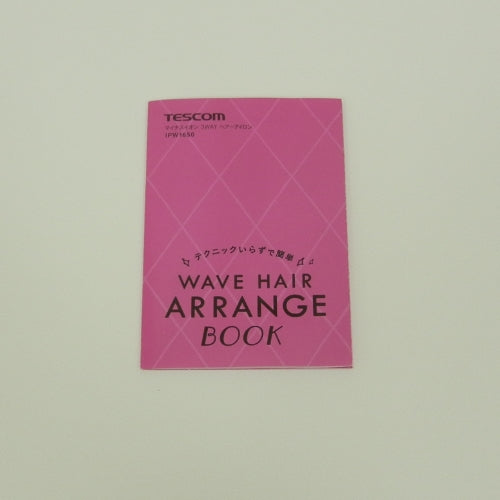 TESCOM
マイナスイオン 3WAY ヘアーアイロン
IPW1650
テクニックいらずで簡単
WAVE HAIR
ARRANGE
BOOK